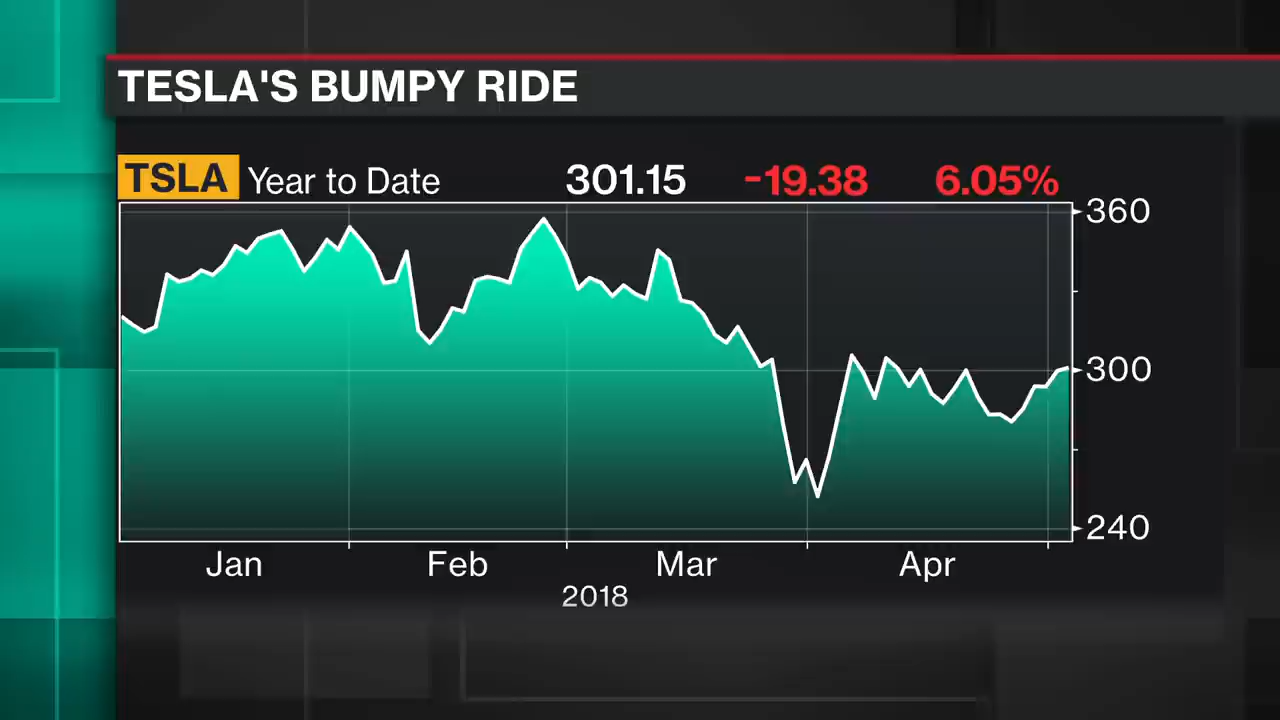 TESLA'S BUMPY RIDE
TSLA Year to Date 301.15 -19.38 6.05%
360
300
240
Jan Feb Mar Apr
2018